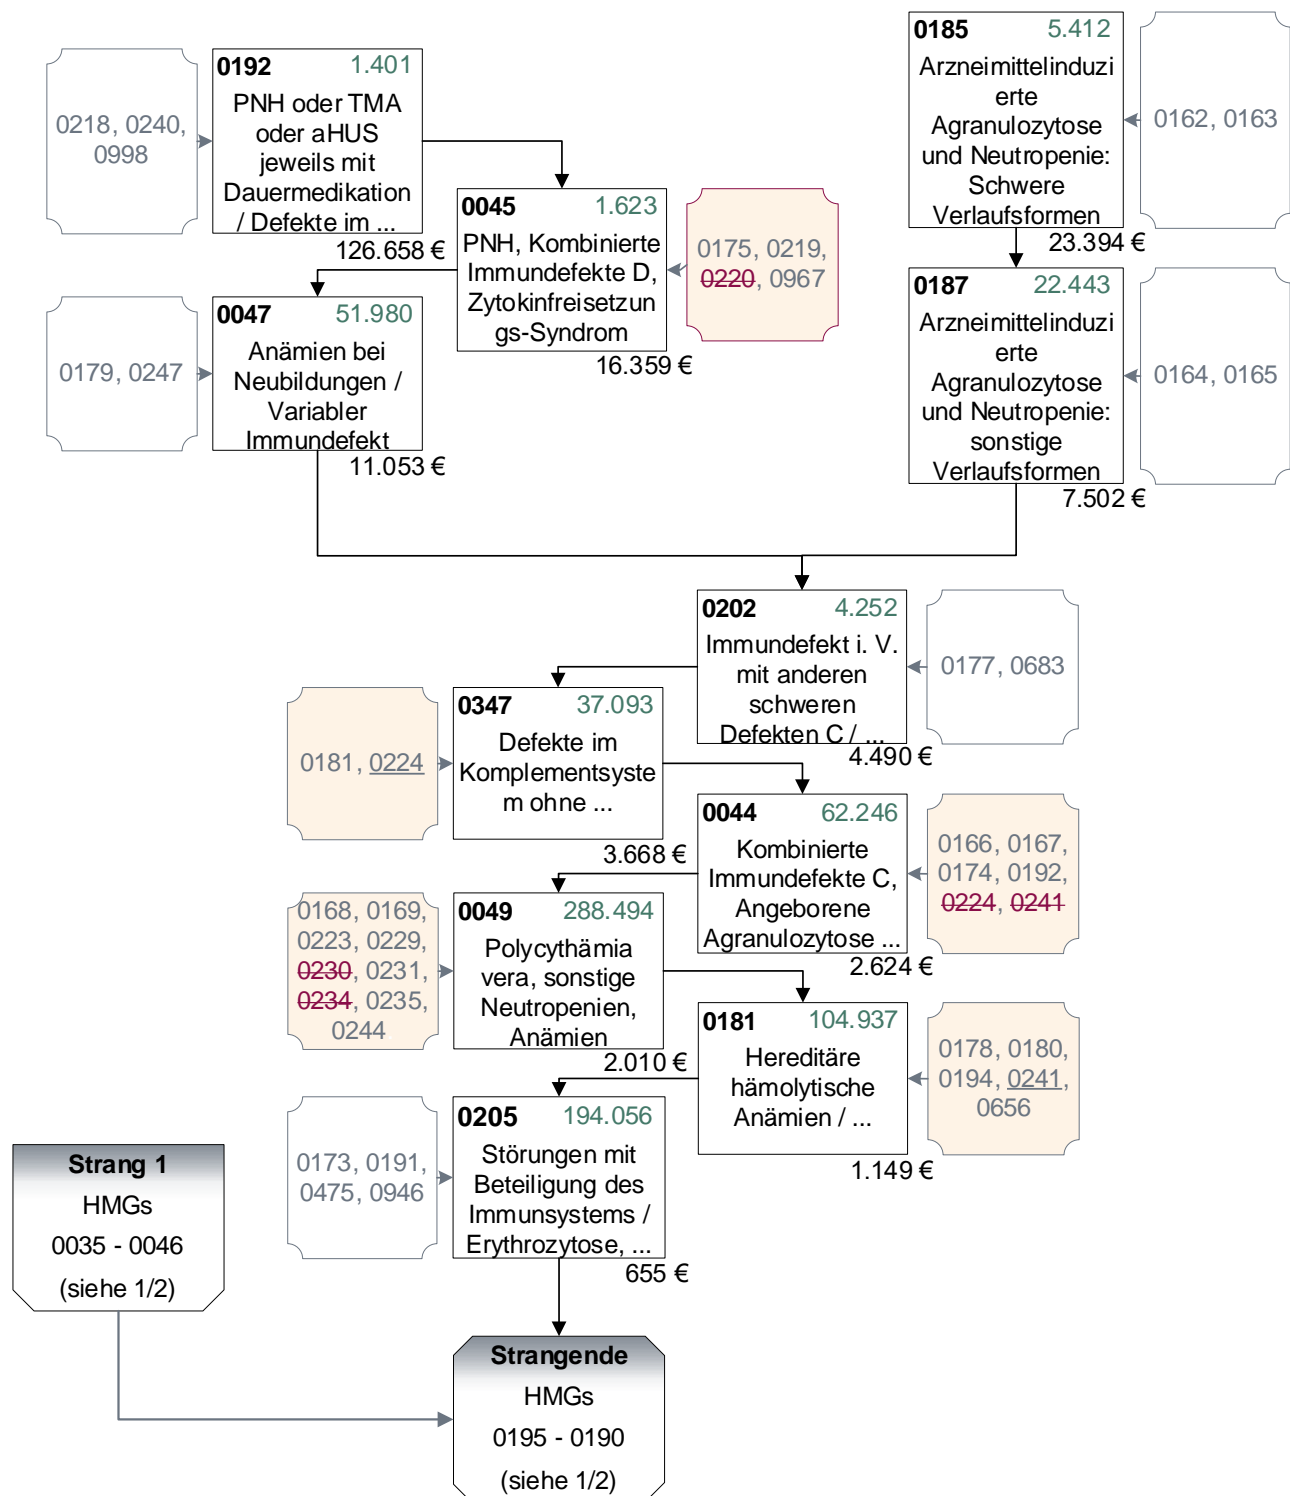 0192 1.401
PNH oder TMA
oder aHUS
jeweils mit
Dauermedikation
/ Defekte im ...
126.658 €
0218, 0240,
0998
0045 1.623
PNH, Kombinierte
Immundefekte D,
Zytokinfreisetzun
gs-Syndrom
16.359 €
0175, 0219,
0220, 0967
0047 51.980
Anämien bei
Neubildungen /
Variabler
Immundefekt
11.053 €
0179, 0247
0185 5.412
Arzneimittelinduzi
erte
Agranulozytose
und Neutropenie:
Schwere
Verlaufsformen
23.394 €
0162, 0163
0187 22.443
Arzneimittelinduzi
erte
Agranulozytose
und Neutropenie:
sonstige
Verlaufsformen
7.502 €
0164, 0165
0202 4.252
Immundefekt i. V.
mit anderen
schweren
Defekten C / ...
4.490 €
0177, 0683
0347 37.093
Defekte im
Komplementsyste
m ohne ...
3.668 €
0181, 0224
0044 62.246
Kombinierte
Immundefekte C,
Angeborene
Agranulozytose ...
2.624 €
0166, 0167,
0174, 0192,
0224, 0241
0049 288.494
Polycythämia
vera, sonstige
Neutropenien,
Anämien
2.010 €
0168, 0169,
0223, 0229,
0230, 0231,
0234, 0235,
0244
0181 104.937
Hereditäre
hämolytische
Anämien / ...
1.149 €
0178, 0180,
0194, 0241,
0656
0205 194.056
Störungen mit
Beteiligung des
Immunsystems /
Erythrozytose, ...
655 €
0173, 0191,
0475, 0946
Strang 1
HMGs
0035 - 0046
(siehe 1/2)
Strangende
HMGs
0195 - 0190
(siehe 1/2)